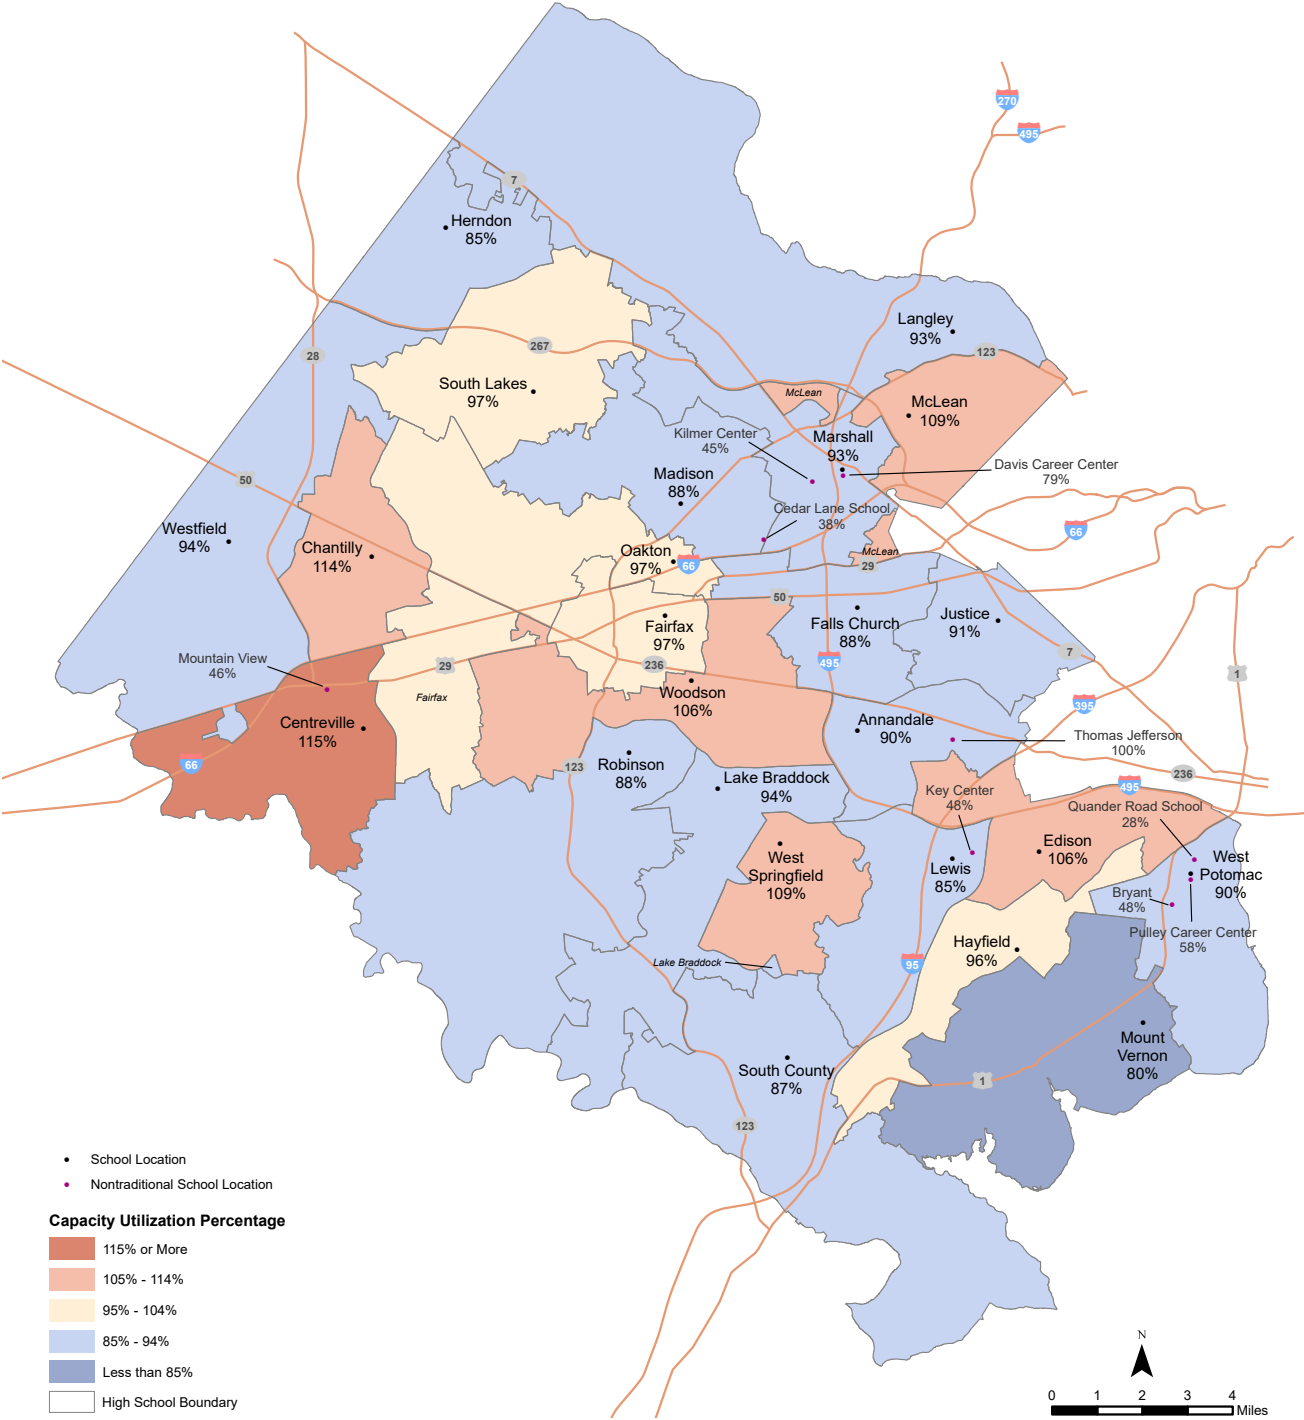 270
495
7
Herndon
85%
Langley
93%
123
28
267
South Lakes
97%
McLean
McLean
109%
Kilmer Center
45%
Marshall
93%
Davis Career Center
79%
50
Madison
88%
Cedar Lane School
38%
66
Westfield
94%
Chantilly
114%
Oakton
97%
66
McLean
29
50
Fairfax
97%
Falls Church
88%
Justice
91%
7
Mountain View
46%
29
236
495
1
Fairfax
Woodson
106%
395
Centreville
115%
Annandale
90%
Thomas Jefferson
100%
66
123
Robinson
88%
Lake Braddock
94%
236
495
Key Center
48%
Quander Road School
28%
West
Springfield
109%
Lewis
85%
Edison
106%
West
Potomac
90%
Bryant
48%
Pulley Career Center
58%
Lake Braddock
95
Hayfield
96%
Mount
Vernon
80%
South County
87%
1
123
School Location
Nontraditional School Location
Capacity Utilization Percentage
115% or More
105% - 114%
95% - 104%
85% - 94%
Less than 85%
High School Boundary
N
0 1 2 3 4
Miles